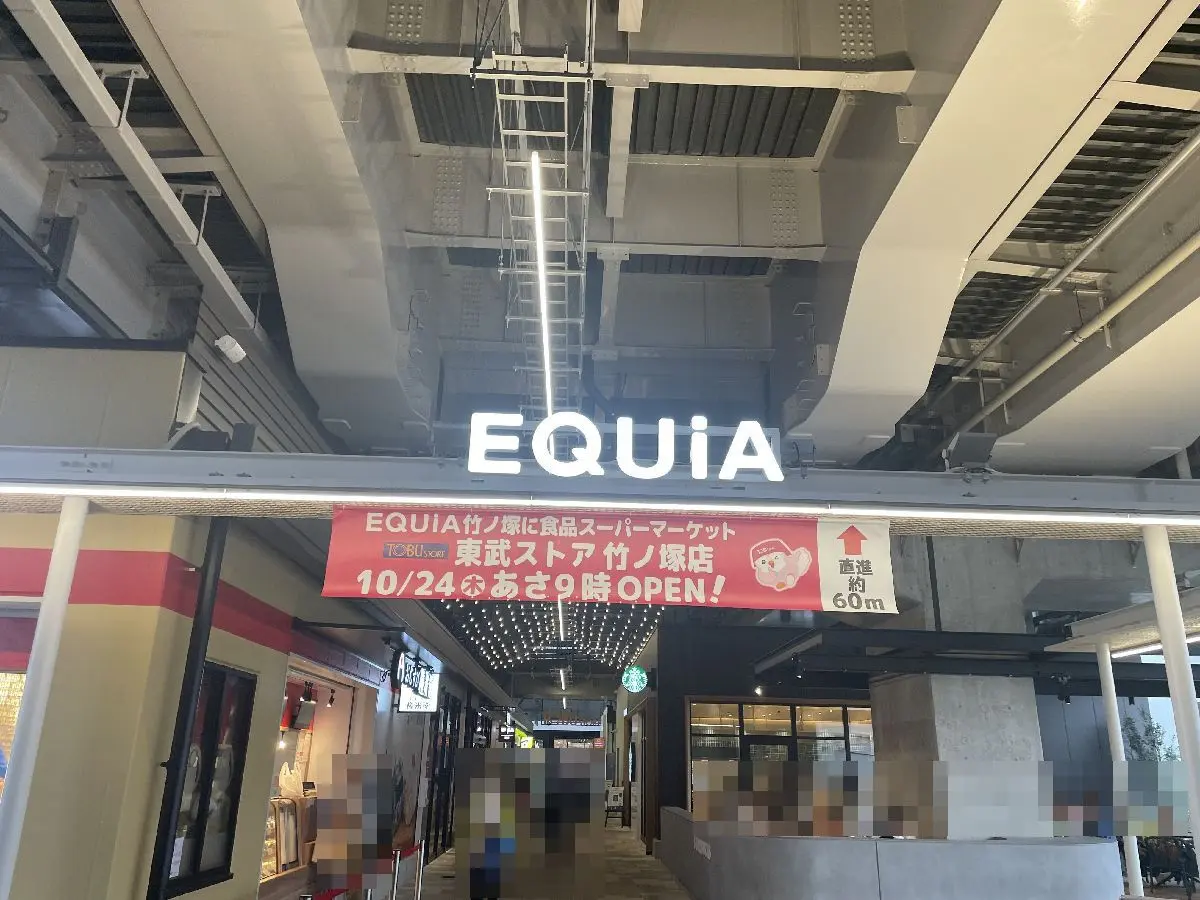 EQUiA
EQUiA竹ノ塚に食品スーパーマーケット
TOBU STORE 東武ストア 竹ノ塚店
10/24木あさ9時OPEN!
直進
約
60m